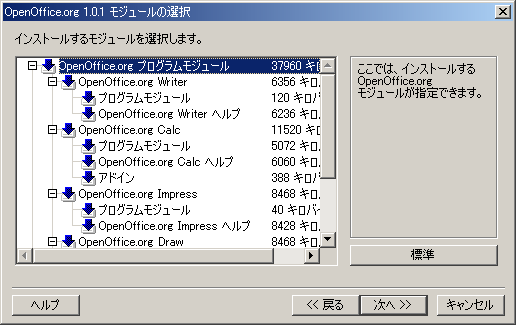 OpenOffice.org 1.0.1 モジュールの選択
インストールするモジュールを選択します。
OpenOffice.org プログラムモジュール 37960 キロ
OpenOffice.org Writer 6356 キロ
プログラムモジュール 120 キロバ
OpenOffice.org Writer ヘルプ 6236 キロ
OpenOffice.org Calc 11520 キロ
プログラムモジュール 5072 キロ
OpenOffice.org Calc ヘルプ 6060 キロ
アドイン 388 キロバ
OpenOffice.org Impress 8468 キロ
プログラムモジュール 40 キロバイ
OpenOffice.org Impress ヘルプ 8428 キロ
OpenOffice.org Draw 8468 キロ
ここでは、インストールする
OpenOffice.org
モジュールが指定できます。
標準
ヘルプ
<< 戻る
次へ >>
キャンセル